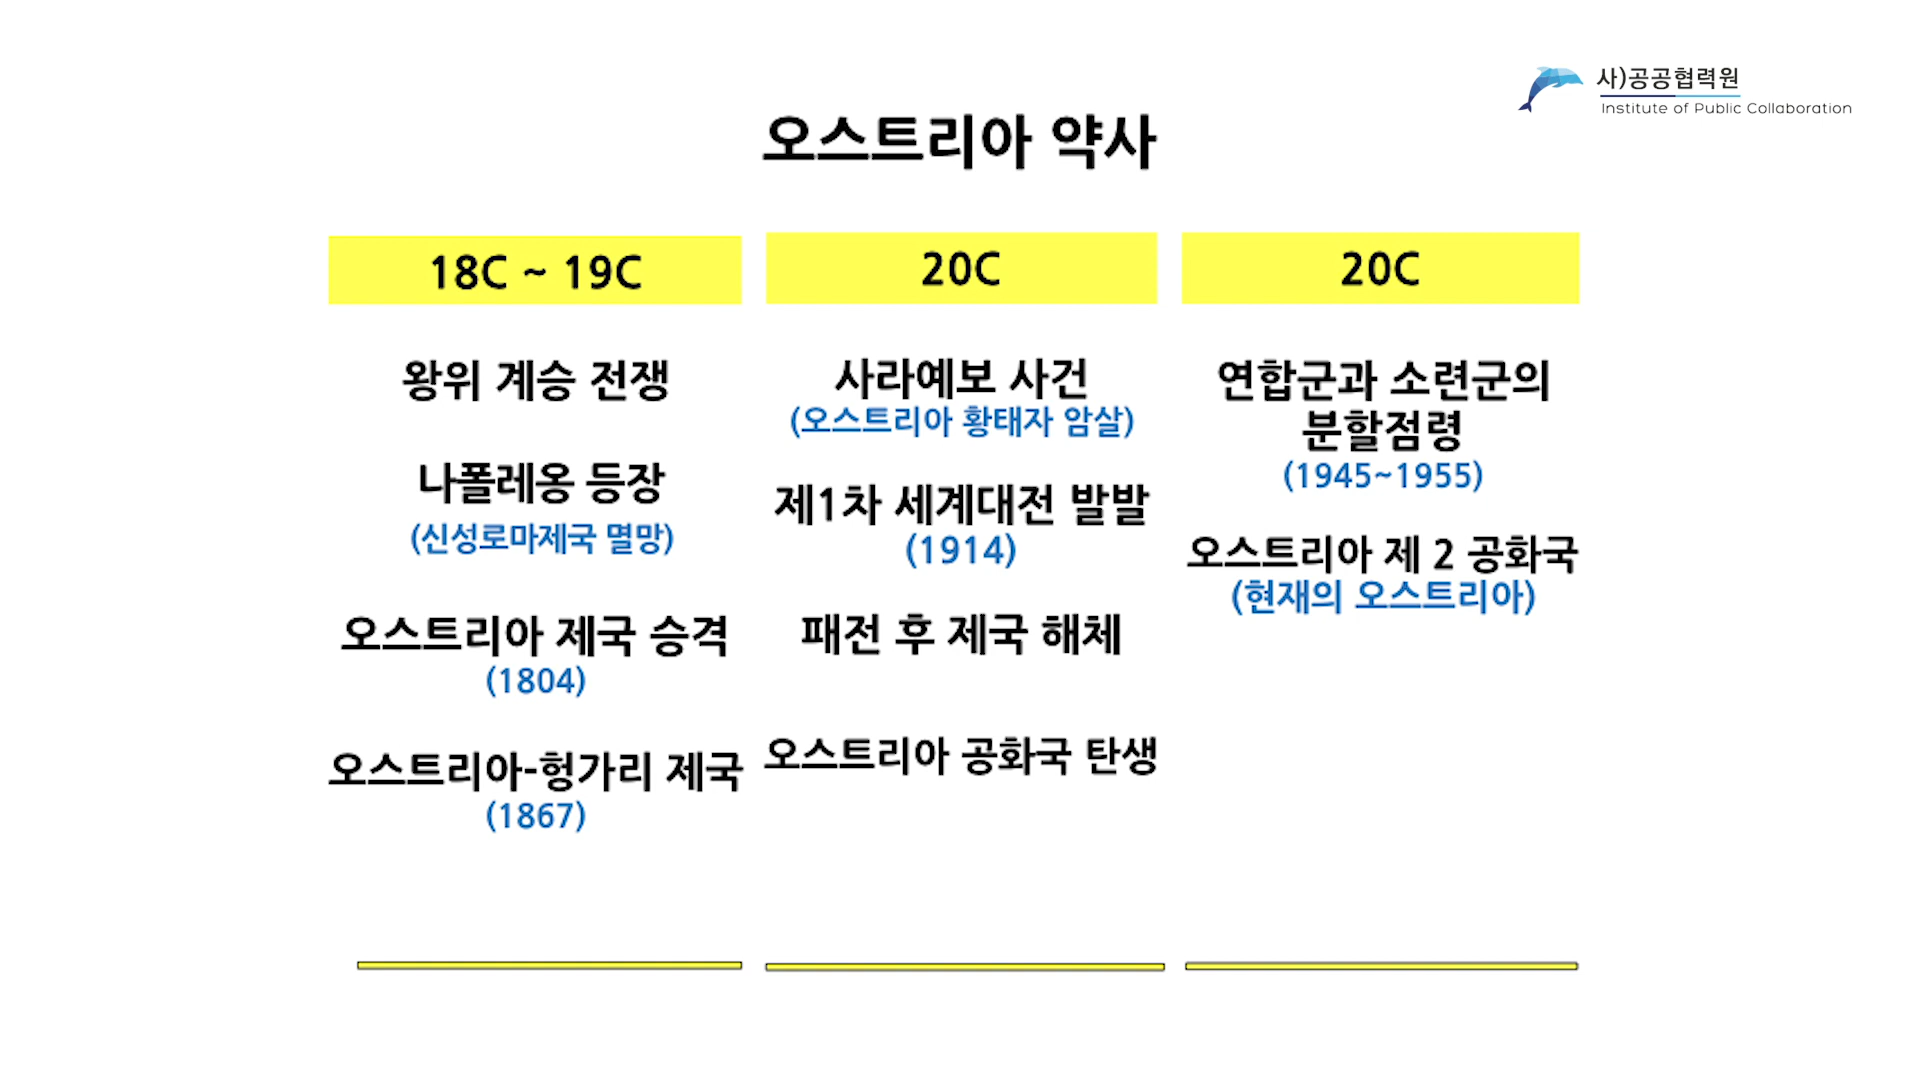 사)공공협력원
Institute of Public Collaboration
오스트리아 약사
18C ~ 19C
왕위 계승 전쟁
나폴레옹 등장
(신성로마제국 멸망)
오스트리아 제국 승격
(1804)
오스트리아-헝가리 제국
(1867)
20C
사라예보 사건
(오스트리아 황태자 암살)
제1차 세계대전 발발
(1914)
패전 후 제국 해체
오스트리아 공화국 탄생
20C
연합군과 소련군의
분할점령
(1945~1955)
오스트리아 제 2 공화국
(현재의 오스트리아)